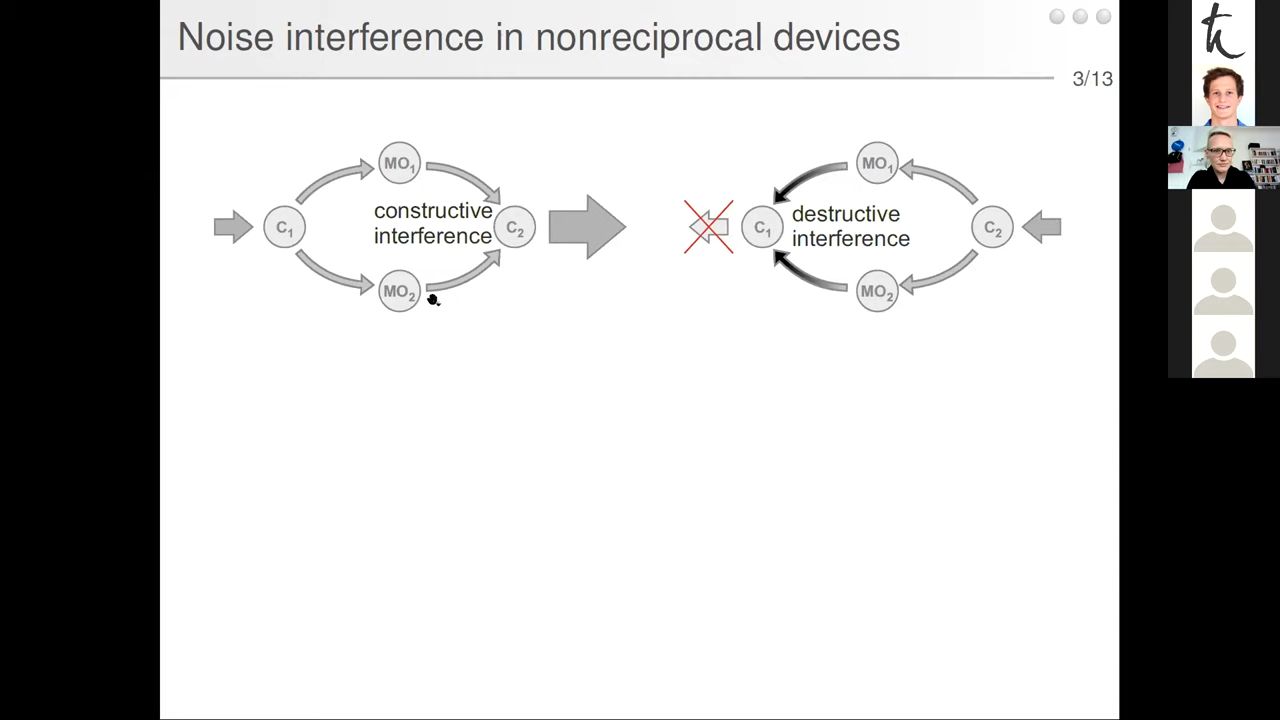 Noise interference in nonreciprocal devices
3/13
MO₁
constructive
interference
C₁
C₂
MO₂
MO₁
destructive
interference
C₁
C₂
MO₂